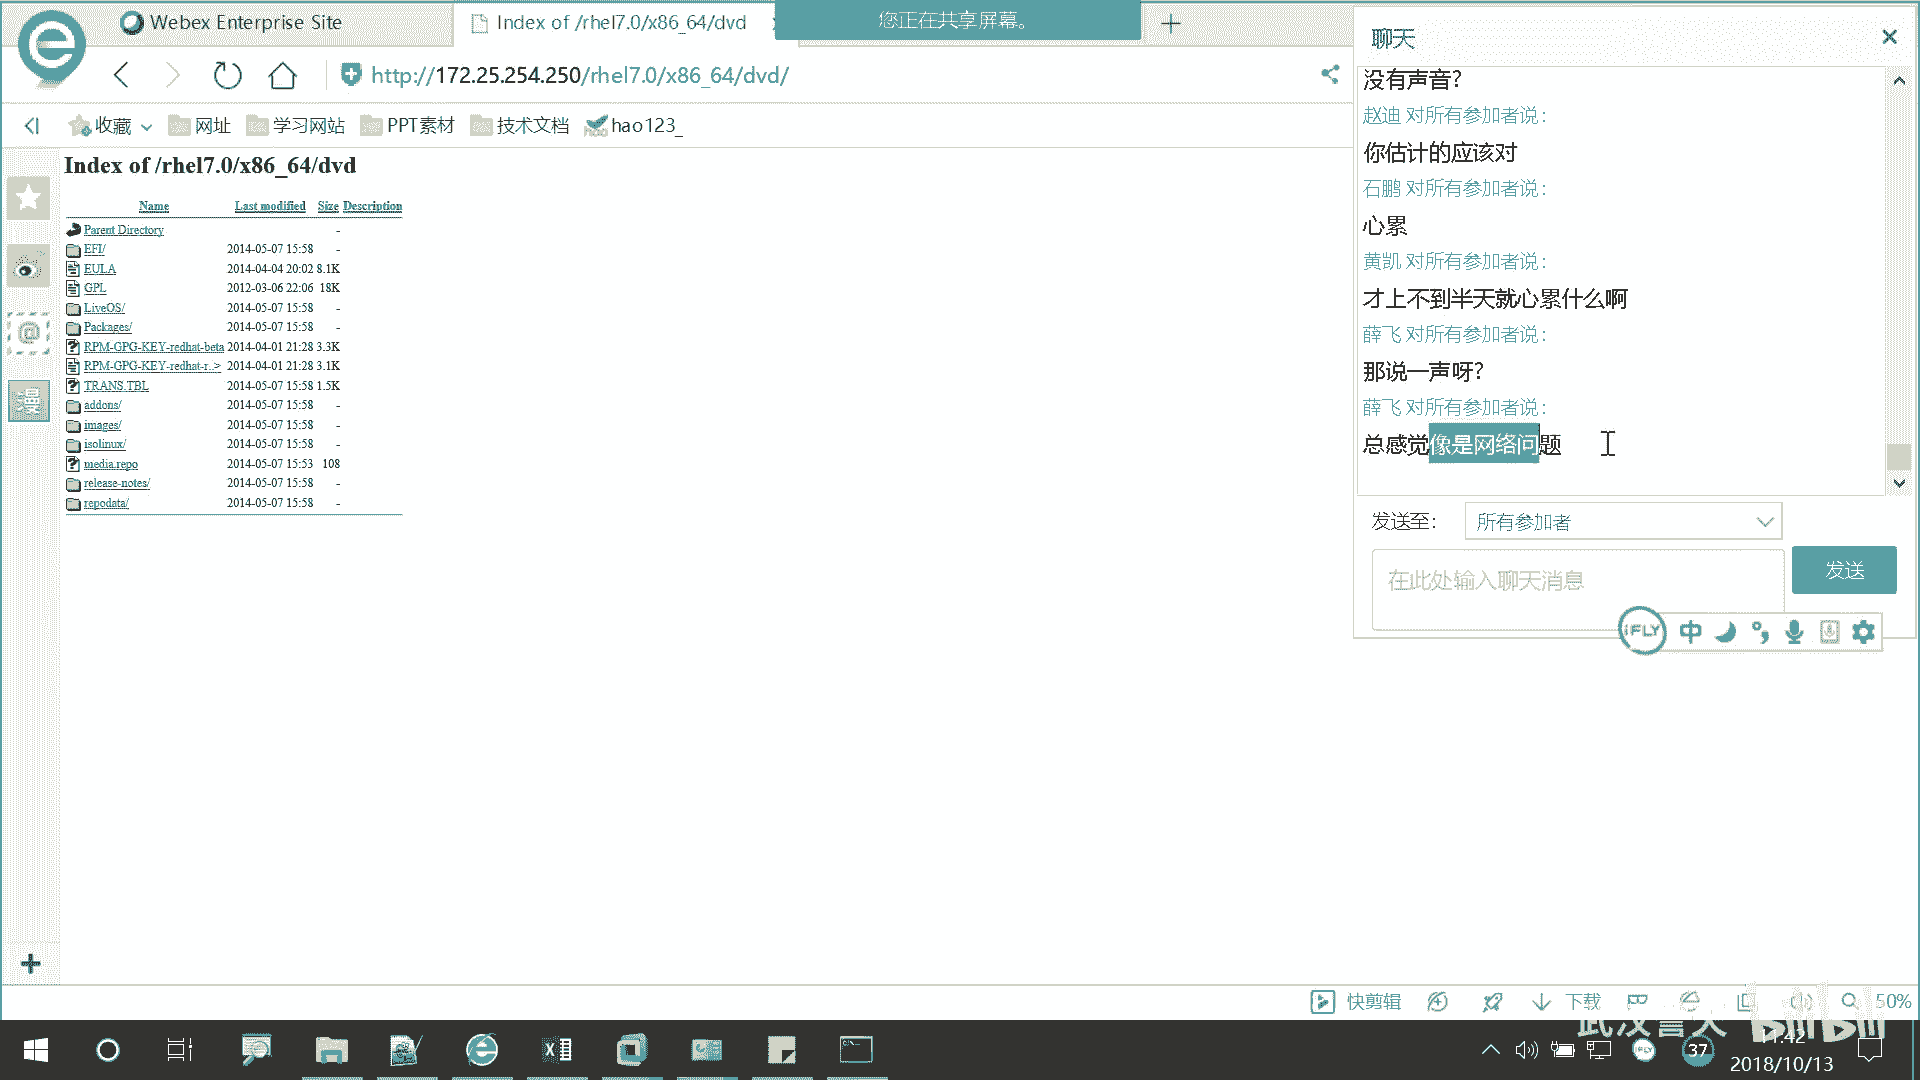 Webex Enterprise Site
Index of /rhel7.0/x86_64/dvd
您正在共享屏幕。
http://172.25.254.250/rhel7.0/x86_64/dvd/
收藏
网址
学习网站
PPT素材
技术文档
hao123_
Index of /rhel7.0/x86_64/dvd
Name Last modified Size Description
Parent Directory -
EFI/ 2014-05-07 15:58 -
EULA 2014-04-04 20:02 8.1K
GPL 2012-03-06 22:06 18K
LiveOS/ 2014-05-07 15:58 -
Packages/ 2014-05-07 15:58 -
RPM-GPG-KEY-redhat-beta 2014-04-01 21:28 3.3K
RPM-GPG-KEY-redhat-r..> 2014-04-01 21:28 3.1K
TRANS.TBL 2014-05-07 15:58 1.5K
addons/ 2014-05-07 15:58 -
images/ 2014-05-07 15:58 -
isolinux/ 2014-05-07 15:58 -
media.repo 2014-05-07 15:53 108
release-notes/ 2014-05-07 15:58 -
repodata/ 2014-05-07 15:58 -
漫
聊天
没有声音?
赵迪 对所有参加者说:
你估计的应该对
石鹏 对所有参加者说:
心累
黄凯 对所有参加者说:
才上不到半天就心累什么啊
薛飞 对所有参加者说:
那说一声呀?
薛飞 对所有参加者说:
总感觉像是网络问题
发送至:
所有参加者
在此处输入聊天消息
发送
iFLY
中
快剪辑
下载
50%
bilibili
37
11:42
2018/10/13